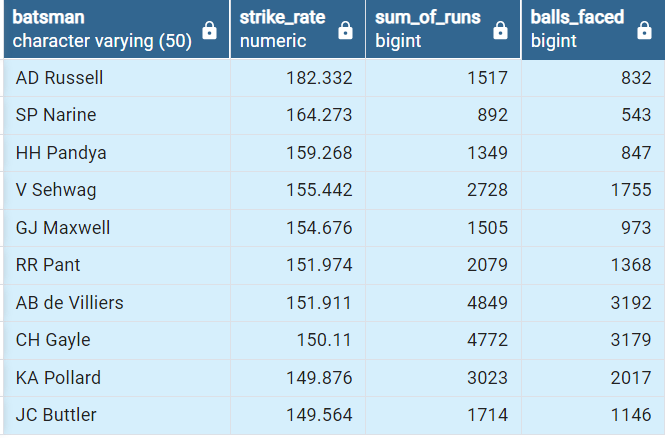 batsman strike_rate sum_of_runs balls_faced
character varying (50) numeric bigint bigint
AD Russell 182.332 1517 832
SP Narine 164.273 892 543
HH Pandya 159.268 1349 847
V Sehwag 155.442 2728 1755
GJ Maxwell 154.676 1505 973
RR Pant 151.974 2079 1368
AB de Villiers 151.911 4849 3192
CH Gayle 150.11 4772 3179
KA Pollard 149.876 3023 2017
JC Buttler 149.564 1714 1146